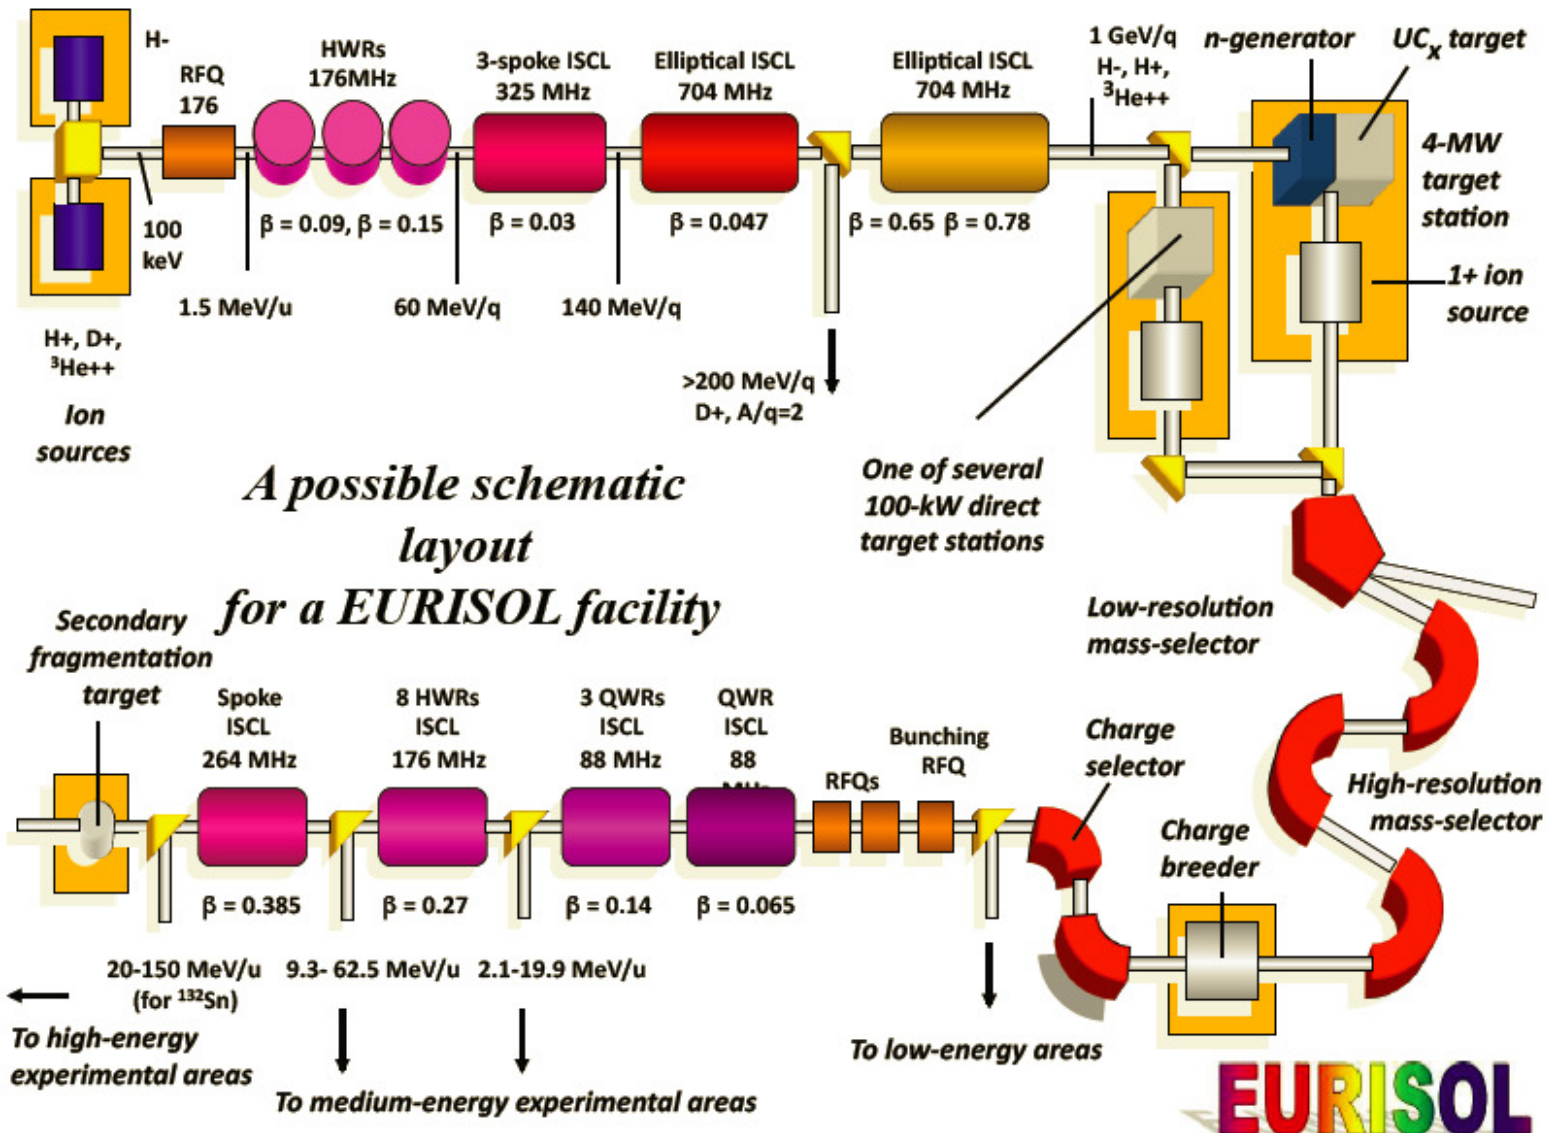 H-
RFQ
176
HWRs
176MHz
3-spoke ISCL
325 MHz
Elliptical ISCL
704 MHz
Elliptical ISCL
704 MHz
1 GeV/q
H-, H+,
³He++
n-generator
UCₓ target
4-MW
target
station
1+ ion
source
100
keV
β = 0.09, β = 0.15
β = 0.03
β = 0.047
β = 0.65 β = 0.78
1.5 MeV/u
60 MeV/q
140 MeV/q
H+, D+,
³He++
Ion
sources
>200 MeV/q
D+, A/q=2
One of several
100-kW direct
target stations
A possible schematic
layout
for a EURISOL facility
Low-resolution
mass-selector
High-resolution
mass-selector
Secondary
fragmentation
target
Spoke
ISCL
264 MHz
8 HWRs
ISCL
176 MHz
3 QWRs
ISCL
88 MHz
QWR
ISCL
88
MHz
RFQs
Bunching
RFQ
Charge
selector
Charge
breeder
β = 0.385
β = 0.27
β = 0.14
β = 0.065
20-150 MeV/u
(for ¹³²Sn)
9.3- 62.5 MeV/u
2.1-19.9 MeV/u
To high-energy
experimental areas
To medium-energy experimental areas
To low-energy areas
EURISOL